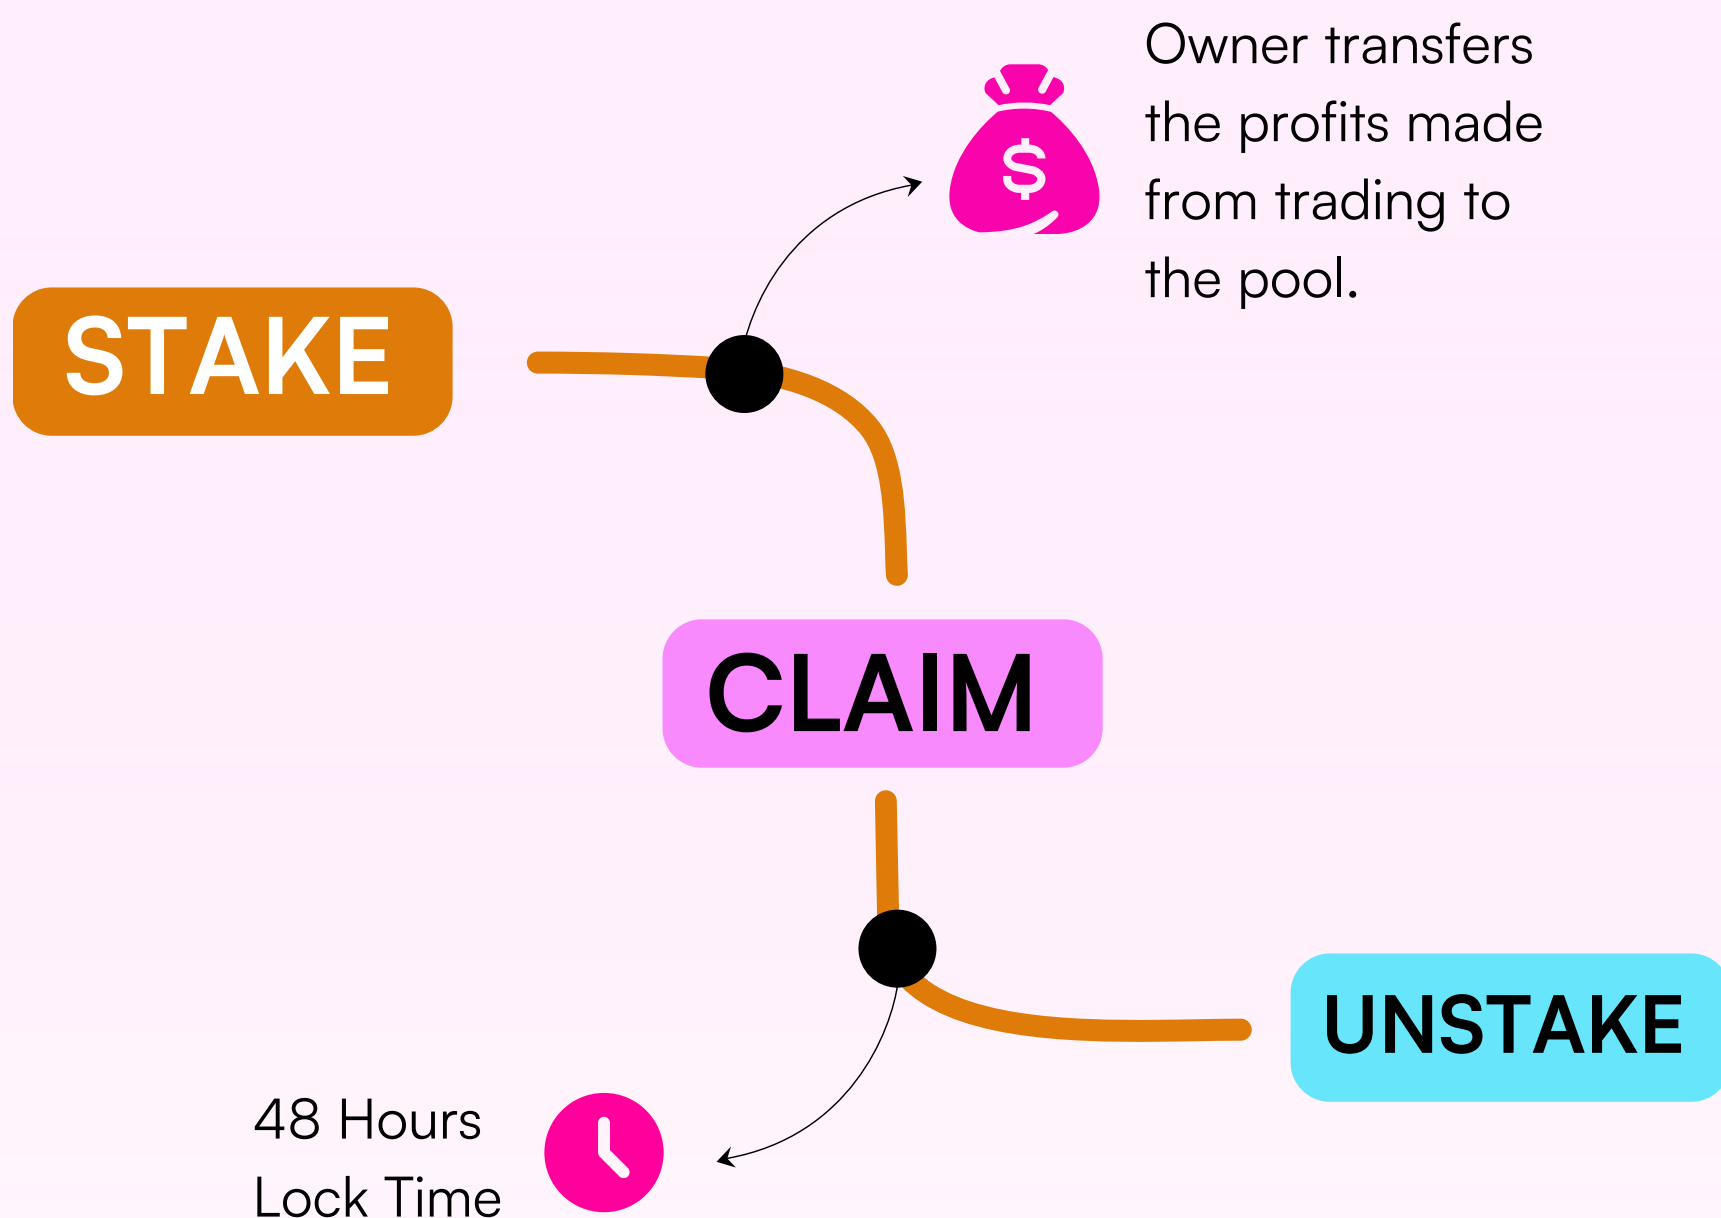 Owner transfers
the profits made
from trading to
the pool.
$
STAKE
CLAIM
UNSTAKE
48 Hours
Lock Time